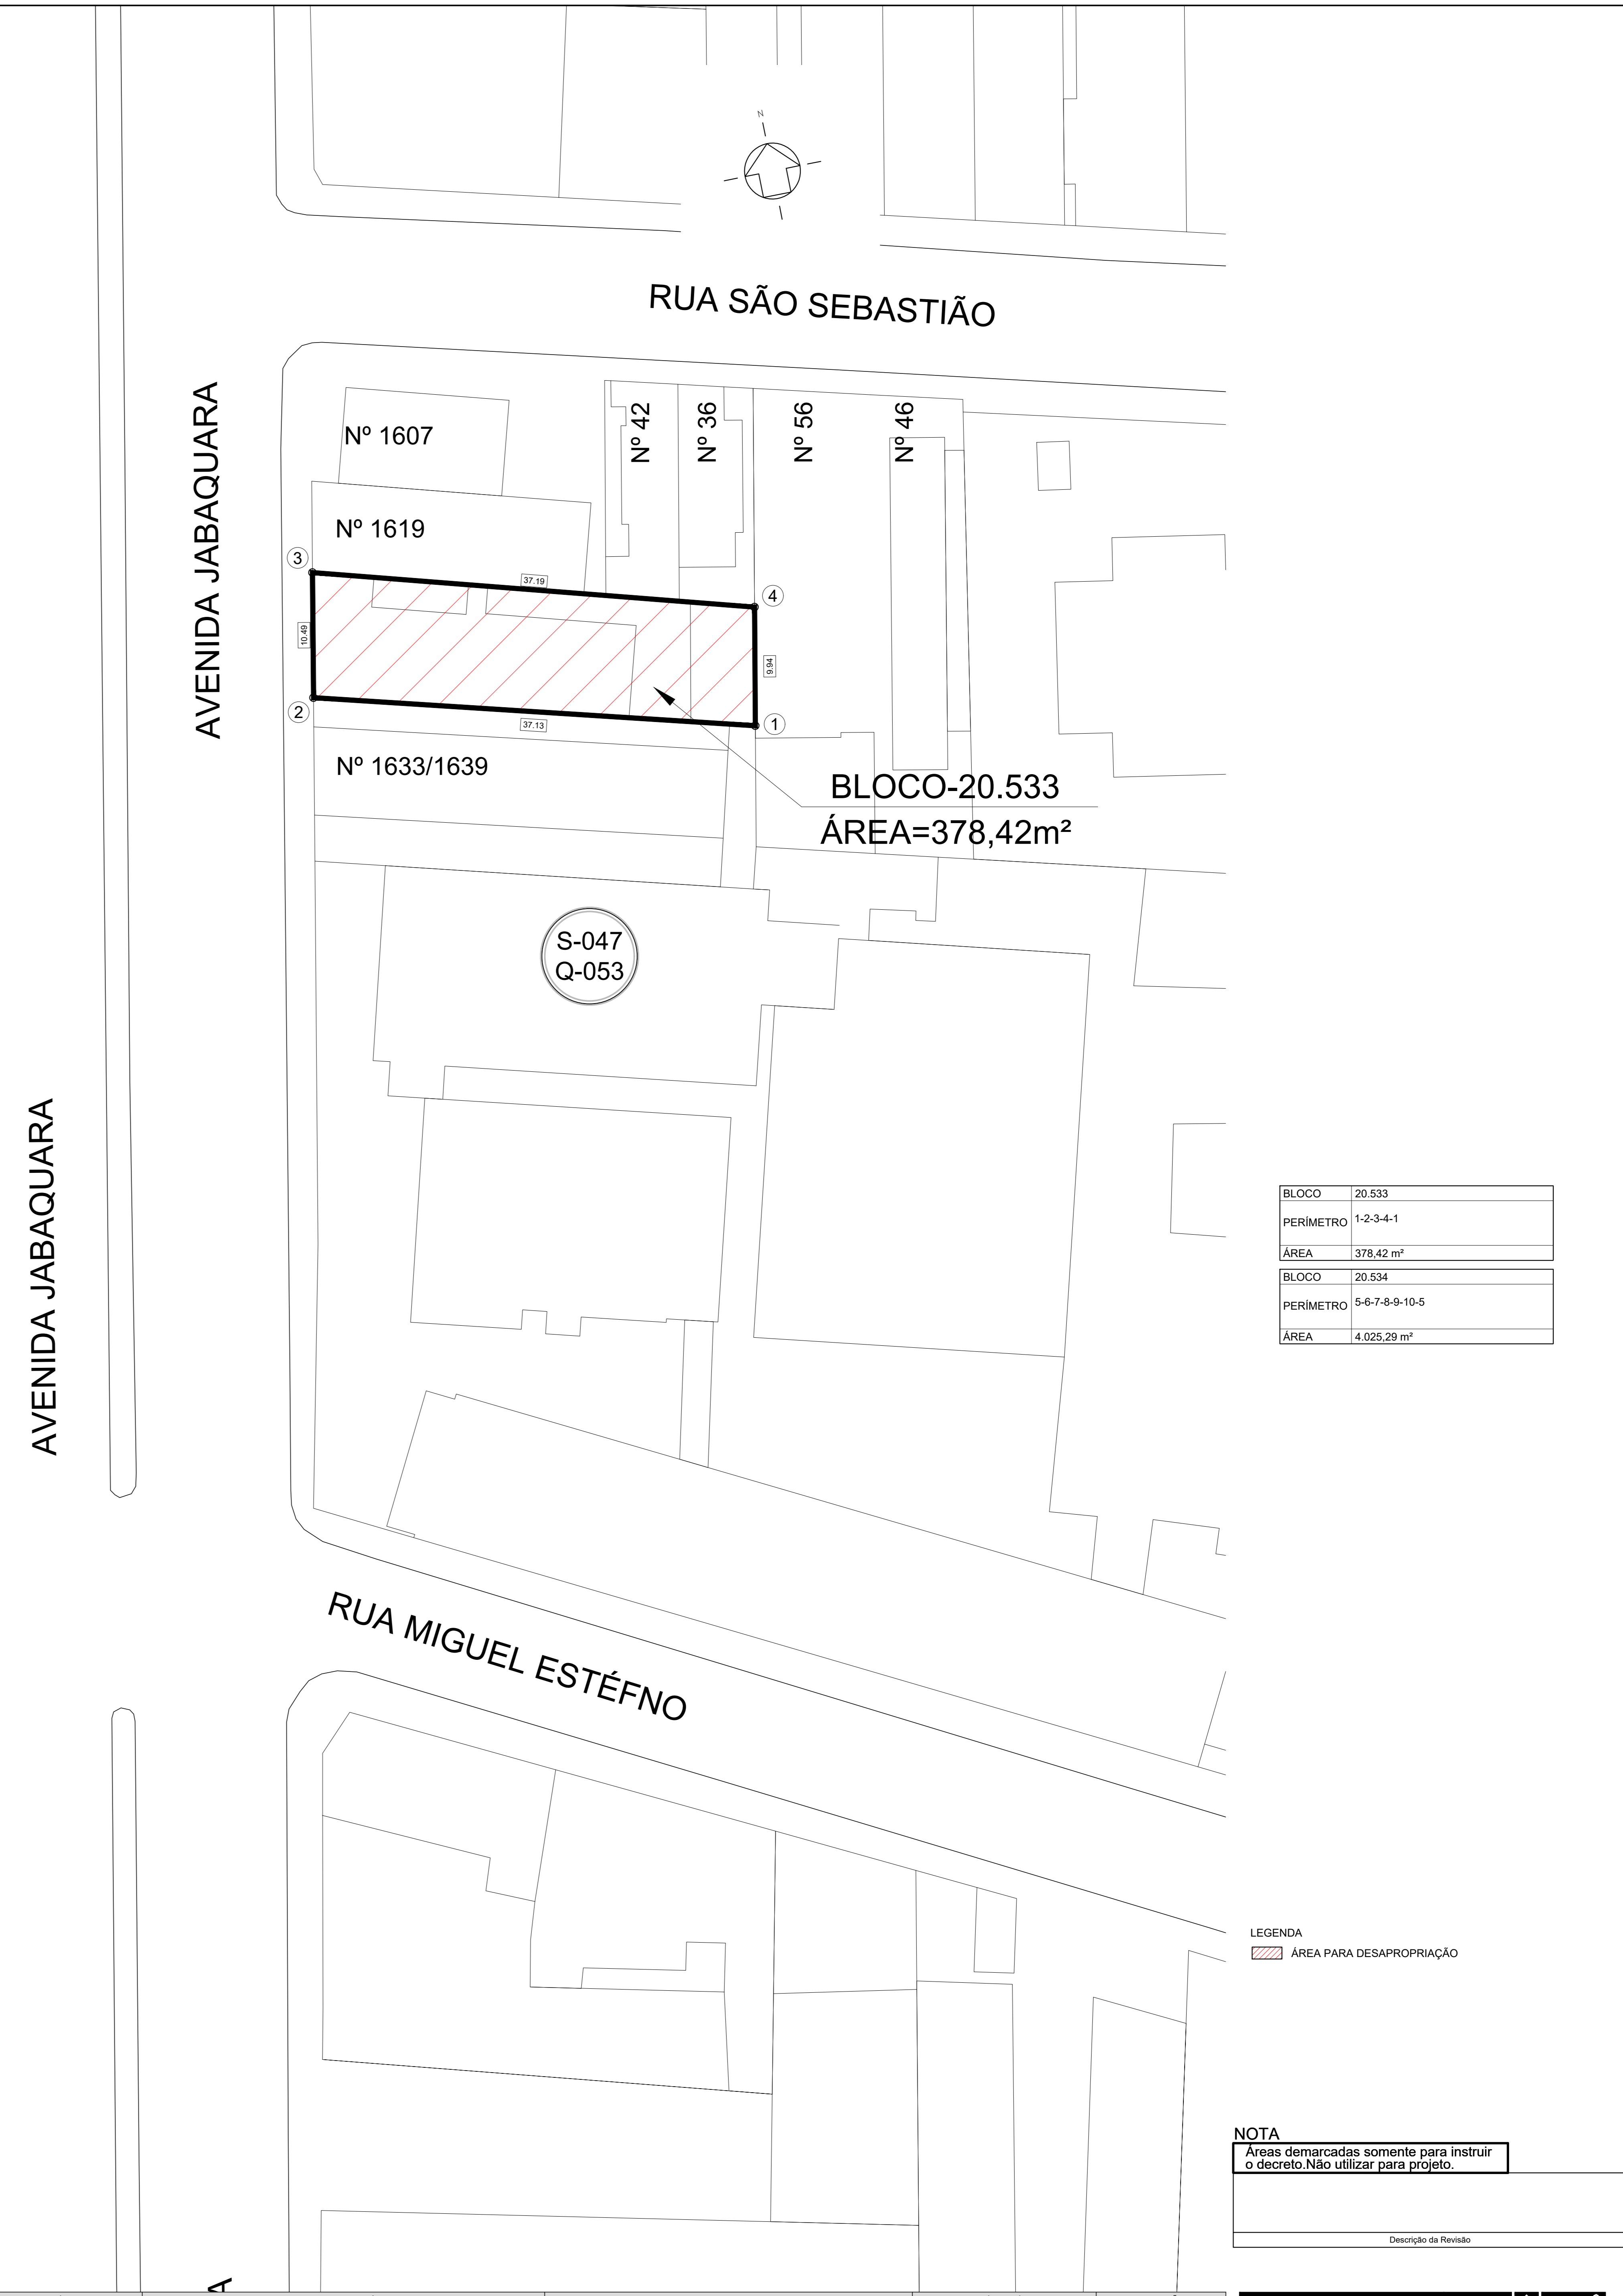 N
RUA SÃO SEBASTIÃO
AVENIDA JABAQUARA
Nº 1607
Nº 42
Nº 36
Nº 56
Nº 46
Nº 1619
3
37.19
4
10.49
9.94
2
37.13
1
Nº 1633/1639
BLOCO-20.533
ÁREA=378,42m²
S-047
Q-053
AVENIDA JABAQUARA
BLOCO 20.533
PERÍMETRO 1-2-3-4-1
ÁREA 378,42 m²
BLOCO 20.534
PERÍMETRO 5-6-7-8-9-10-5
ÁREA 4.025,29 m²
RUA MIGUEL ESTÉFNO
LEGENDA
ÁREA PARA DESAPROPRIAÇÃO
NOTA
Áreas demarcadas somente para instruir
o decreto.Não utilizar para projeto.
Descrição da Revisão
A